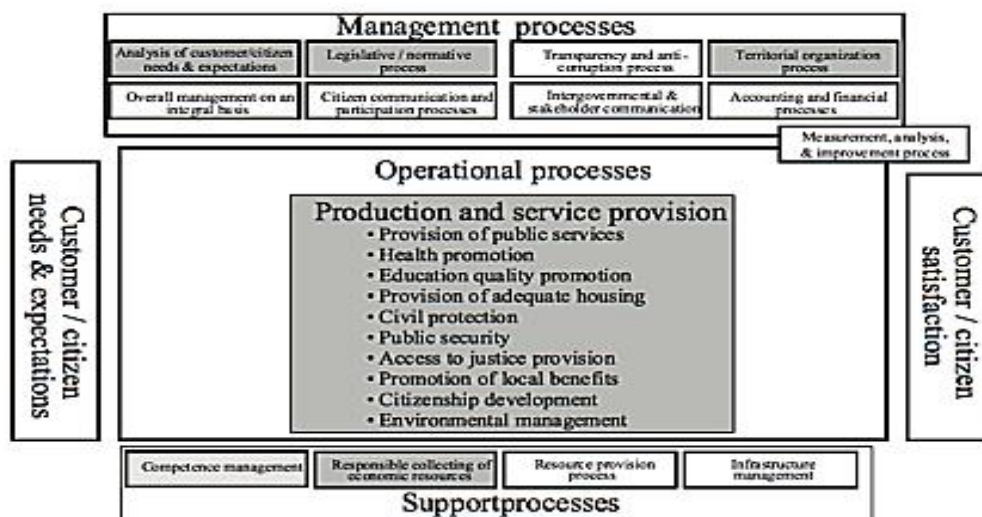 Management processes
Analysis of customer/citizen
needs & expectations
Legislative / normative
process
Transparency and anti-
corruption process
Territorial organization
process
Overall management on an
integral basis
Citizen communication and
participation processes
Intergovernmental &
stakeholder communication
Accounting and financial
processes
Measurement, analysis,
& improvement process
Customer / citizen
needs & expectations
Operational processes
Production and service provision
• Provision of public services
• Health promotion
• Education quality promotion
• Provision of adequate housing
• Civil protection
• Public security
• Access to justice provision
• Promotion of local benefits
• Citizenship development
• Environmental management
Customer / citizen
satisfaction
Competence management
Responsible collecting of
economic resources
Resource provision
process
Infrastructure
management
Supportprocesses